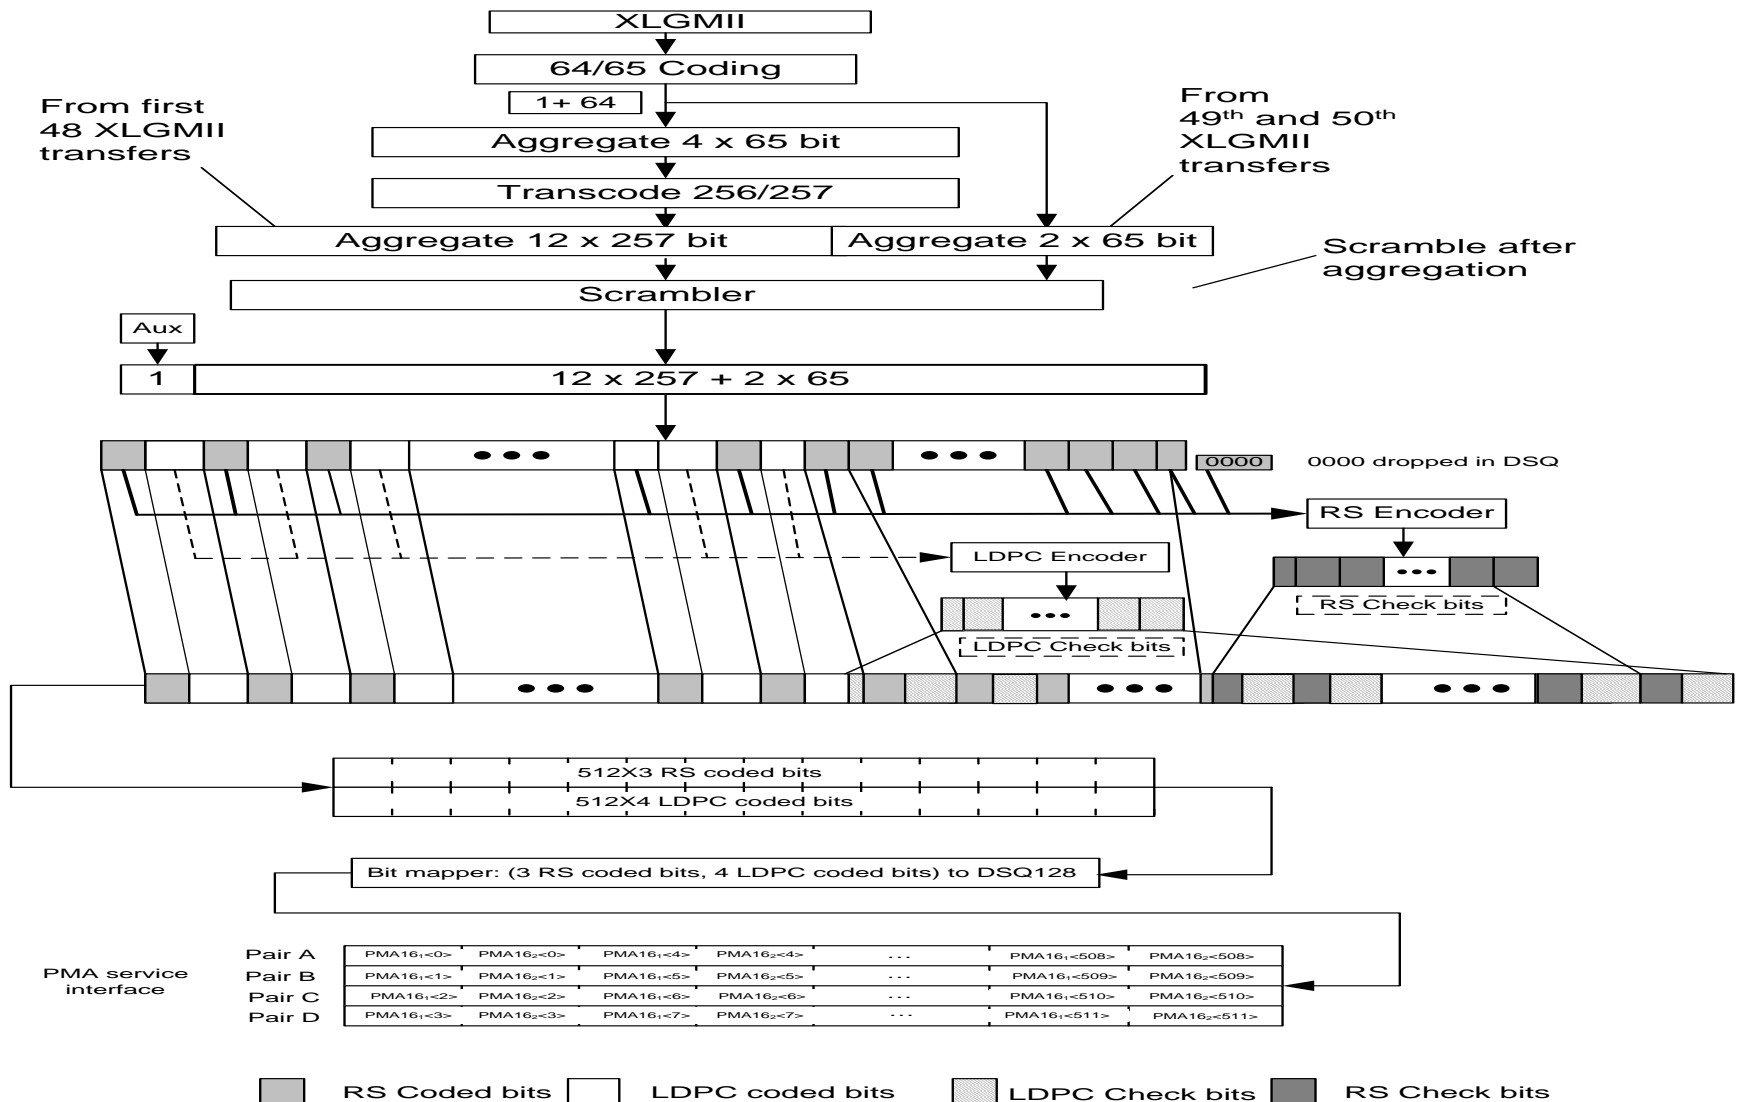 XLGMII
64/65 Coding
1+ 64
From first
48 XLGMII
transfers
From
49th and 50th
XLGMII
transfers
Aggregate 4 x 65 bit
Transcode 256/257
Aggregate 12 x 257 bit
Aggregate 2 x 65 bit
Scramble after
aggregation
Scrambler
Aux
1
12 x 257 + 2 x 65
0000
0000 dropped in DSQ
RS Encoder
LDPC Encoder
RS Check bits
LDPC Check bits
512X3 RS coded bits
512X4 LDPC coded bits
Bit mapper: (3 RS coded bits, 4 LDPC coded bits) to DSQ128
PMA service
interface
Pair A PMA16₁<0> PMA16₂<0> PMA16₁<4> PMA16₂<4> ... PMA16₁<508> PMA16₂<508>
Pair B PMA16₁<1> PMA16₂<1> PMA16₁<5> PMA16₂<5> ... PMA16₁<509> PMA16₂<509>
Pair C PMA16₁<2> PMA16₂<2> PMA16₁<6> PMA16₂<6> ... PMA16₁<510> PMA16₂<510>
Pair D PMA16₁<3> PMA16₂<3> PMA16₁<7> PMA16₂<7> ... PMA16₁<511> PMA16₂<511>
RS Coded bits
LDPC coded bits
LDPC Check bits
RS Check bits